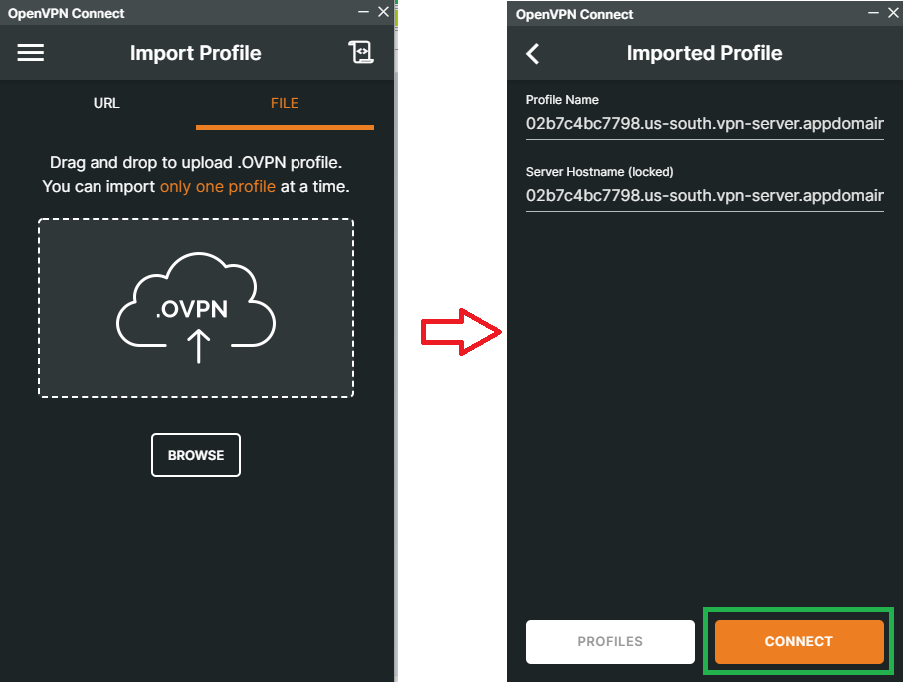 OpenVPN Connect
Import Profile
URL
FILE
Drag and drop to upload .OVPN profile.
You can import only one profile at a time.
.OVPN
BROWSE
OpenVPN Connect
Imported Profile
Profile Name
02b7c4bc7798.us-south.vpn-server.appdomair
Server Hostname (locked)
02b7c4bc7798.us-south.vpn-server.appdomair
PROFILES
CONNECT